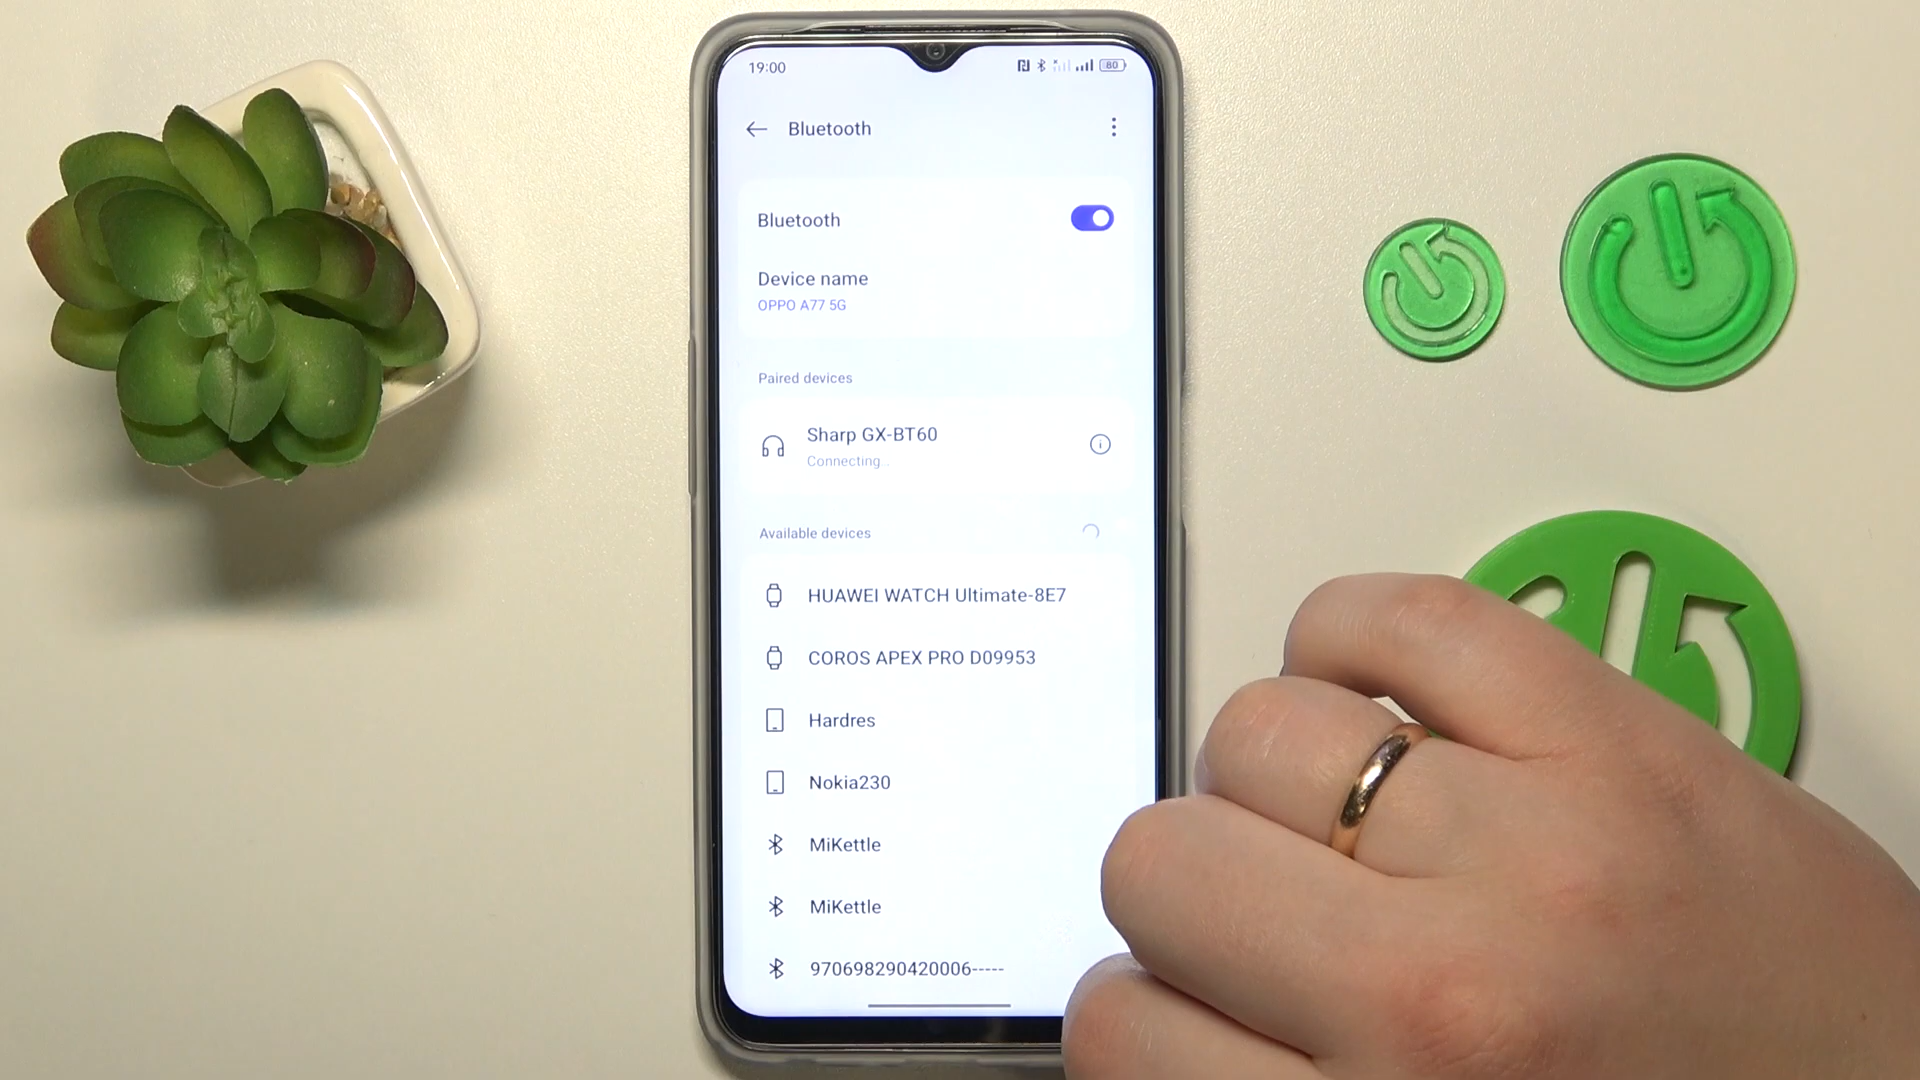 19:00
80
Bluetooth
Bluetooth
Device name
OPPO A77 5G
Paired devices
Sharp GX-BT60
Connecting..
Available devices
HUAWEI WATCH Ultimate-8E7
COROS APEX PRO D09953
Hardres
Nokia230
MiKettle
MiKettle
970698290420006-----